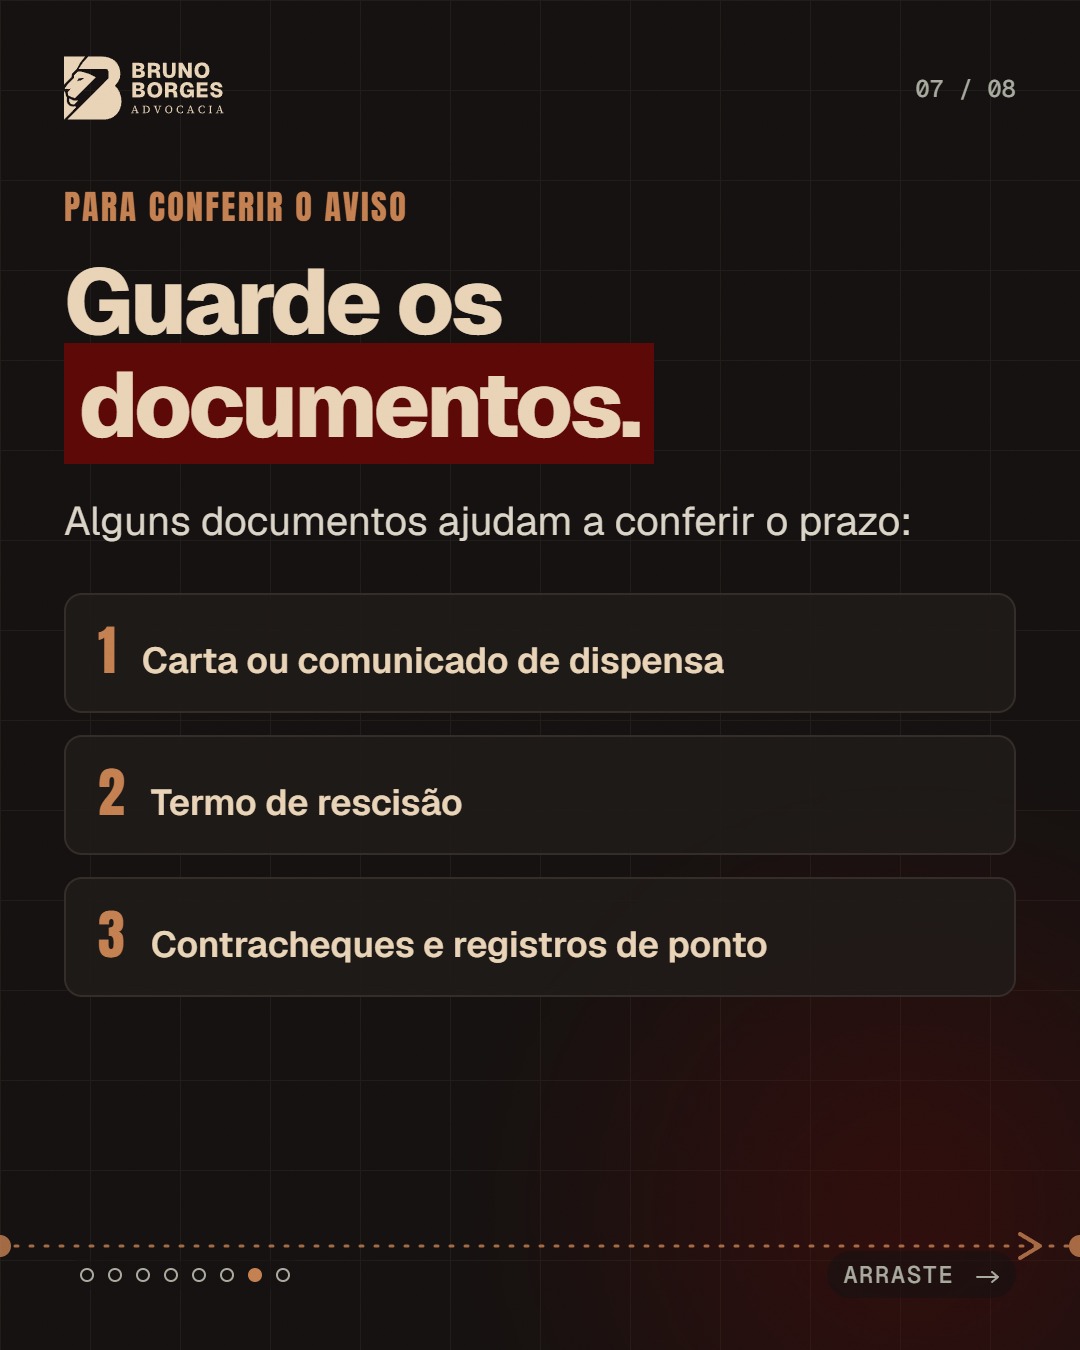 BRUNO
BORGES
ADVOCACIA
07 / 08
PARA CONFERIR O AVISO
Guarde os
documentos.
Alguns documentos ajudam a conferir o prazo:
1 Carta ou comunicado de dispensa
2 Termo de rescisão
3 Contracheques e registros de ponto
ARRASTE →